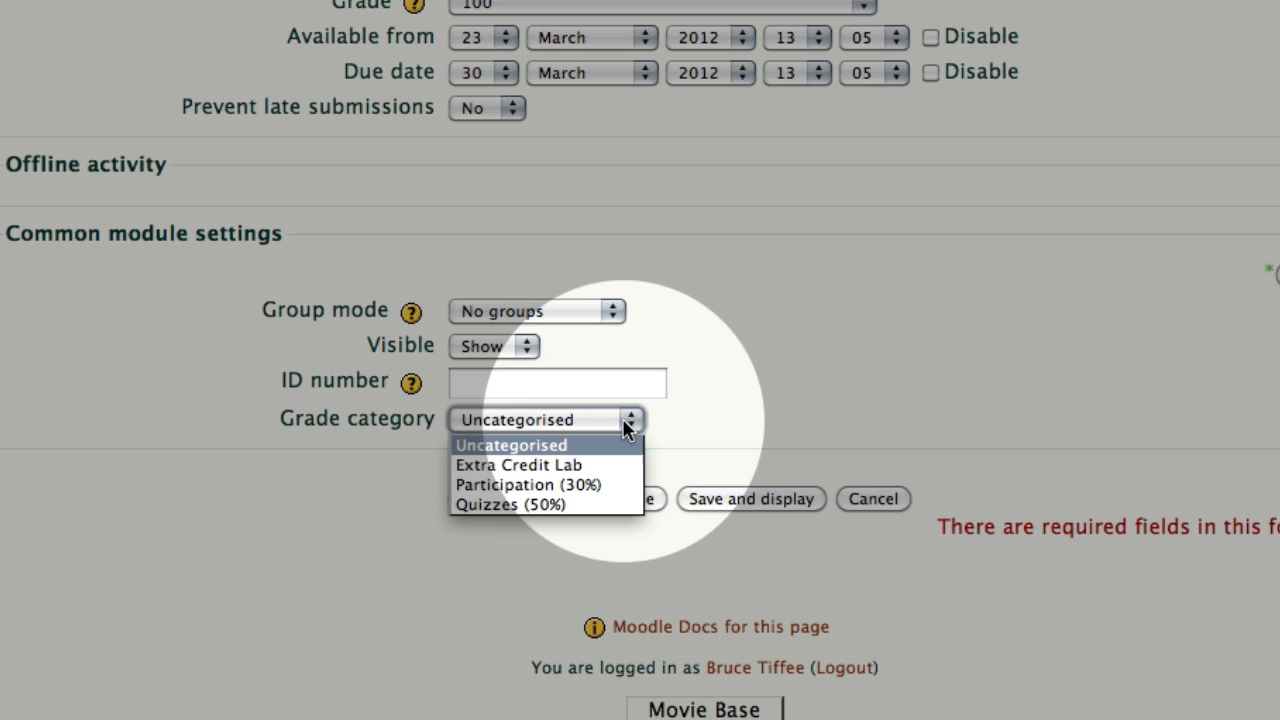 Grade 100
Available from 23 March 2012 13 05 Disable
Due date 30 March 2012 13 05 Disable
Prevent late submissions No
Offline activity
Common module settings
*
Group mode ? No groups
Visible Show
ID number ?
Grade category Uncategorised
Uncategorised
Extra Credit Lab
Participation (30%)
Quizzes (50%)
Save and display Cancel
There are required fields in this
Moodle Docs for this page
You are logged in as Bruce Tiffee (Logout)
Movie Base